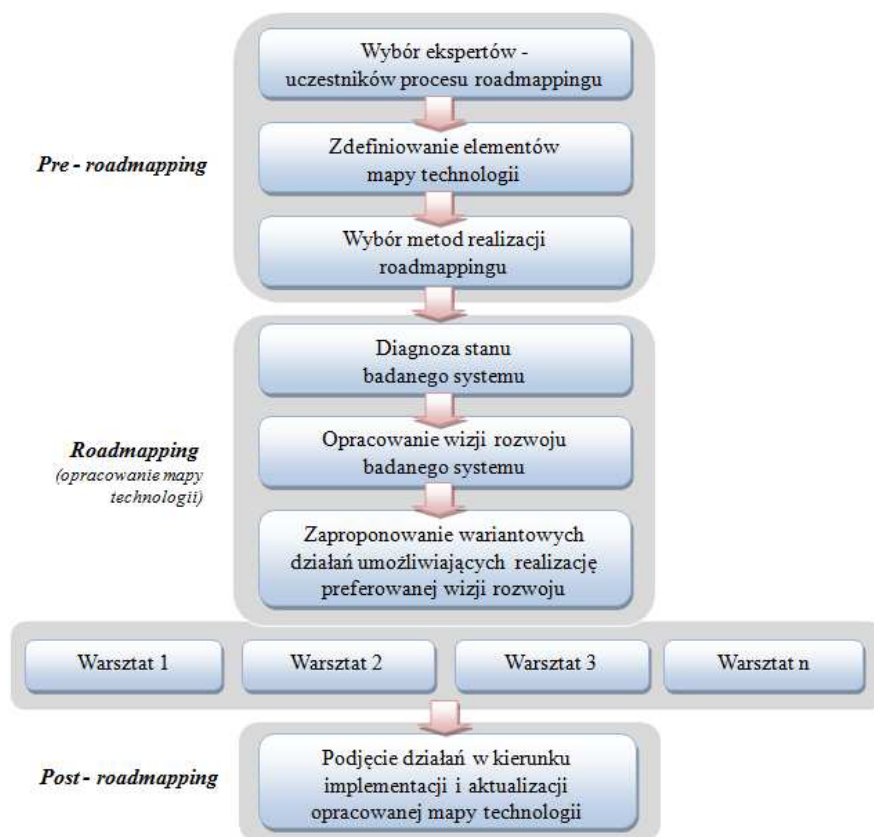 Wybór ekspertów -
uczestników procesu roadmappingu
Pre - roadmapping
Zdefiniowanie elementów
mapy technologii
Wybór metod realizacji
roadmappingu
Diagnoza stanu
badanego systemu
Roadmapping
(opracowanie mapy
technologii)
Opracowanie wizji rozwoju
badanego systemu
Zaproponowanie wariantowych
działań umożliwiających realizację
preferowanej wizji rozwoju
Warsztat 1
Warsztat 2
Warsztat 3
Warsztat n
Post - roadmapping
Podjęcie działań w kierunku
implementacji i aktualizacji
opracowanej mapy technologii